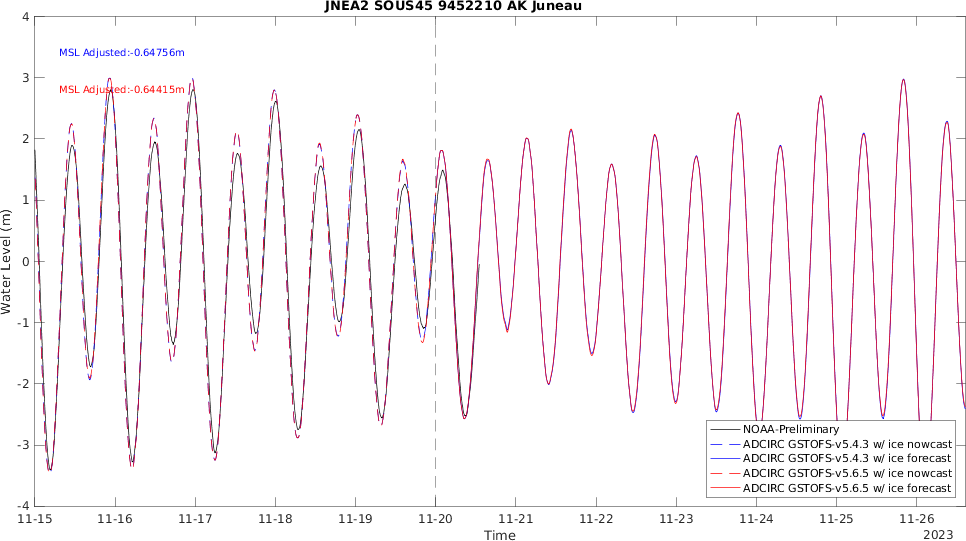 JNEA2 SOUS45 9452210 AK Juneau
MSL Adjusted:-0.64756m
MSL Adjusted:-0.64415m
4
3
2
1
0
-1
-2
-3
-4
Water Level (m)
NOAA-Preliminary
ADCIRC GSTOFS-v5.4.3 w/ ice nowcast
ADCIRC GSTOFS-v5.4.3 w/ ice forecast
ADCIRC GSTOFS-v5.6.5 w/ ice nowcast
ADCIRC GSTOFS-v5.6.5 w/ ice forecast
11-15 11-16 11-17 11-18 11-19 11-20 11-21 11-22 11-23 11-24 11-25 11-26
Time
2023